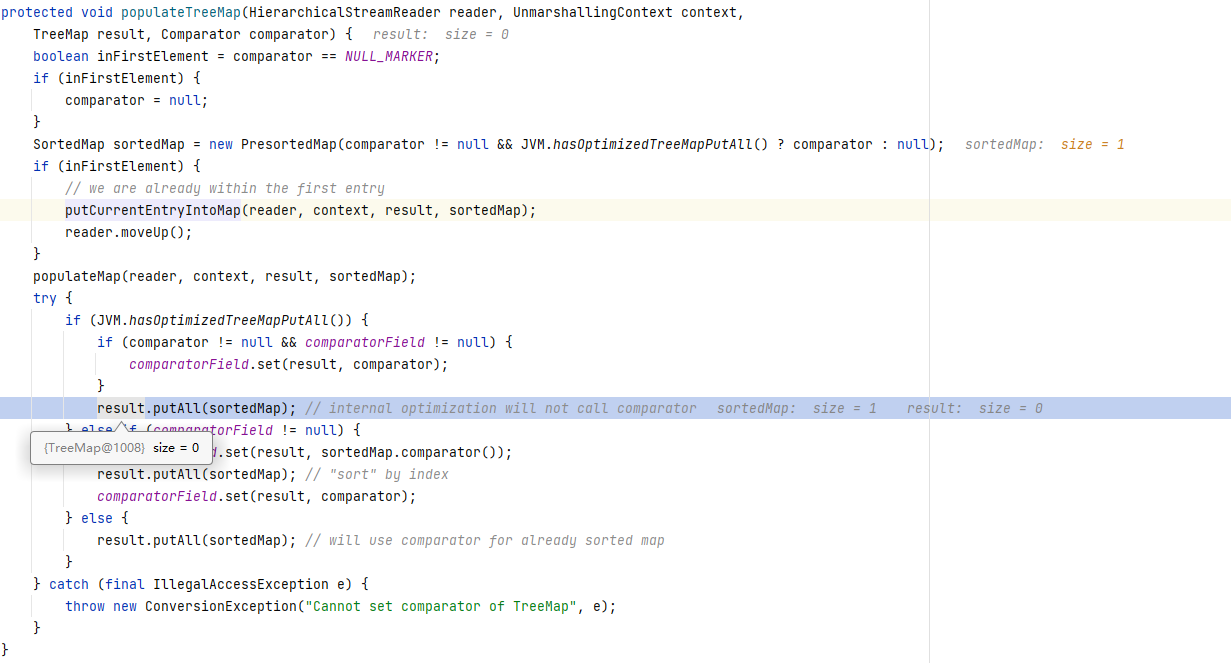 protected void populateTreeMap(HierarchicalStreamReader reader, UnmarshallingContext context,
TreeMap result, Comparator comparator) { result: size = 0
boolean inFirstElement = comparator == NULL_MARKER;
if (inFirstElement) {
comparator = null;
}
SortedMap sortedMap = new PresortedMap(comparator != null && JVM.hasOptimizedTreeMapPutAll() ? comparator : null); sortedMap: size = 1
if (inFirstElement) {
// we are already within the first entry
putCurrentEntryIntoMap(reader, context, result, sortedMap);
reader.moveUp();
}
populateMap(reader, context, result, sortedMap);
try {
if (JVM.hasOptimizedTreeMapPutAll()) {
if (comparator != null && comparatorField != null) {
comparatorField.set(result, comparator);
}
result.putAll(sortedMap); // internal optimization will not call comparator sortedMap: size = 1 result: size = 0
} else if (comparatorField != null) {
{TreeMap@1008} size = 0 .set(result, sortedMap.comparator());
result.putAll(sortedMap); // "sort" by index
comparatorField.set(result, comparator);
} else {
result.putAll(sortedMap); // will use comparator for already sorted map
}
} catch (final IllegalAccessException e) {
throw new ConversionException("Cannot set comparator of TreeMap", e);
}
}